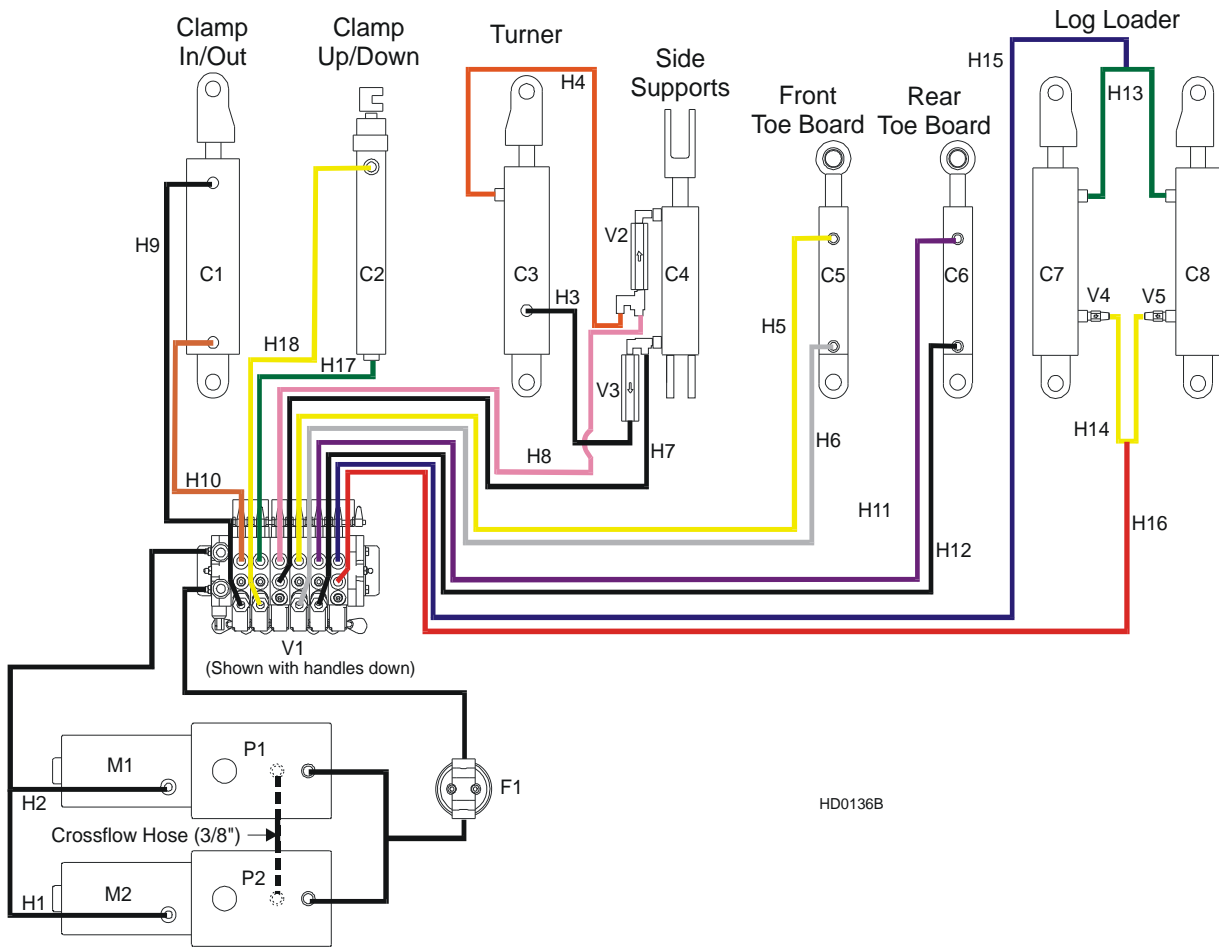 Clamp
In/Out
Clamp
Up/Down
Turner
Side
Supports
Front
Toe Board
Rear
Toe Board
Log Loader
H15
H4
H13
H9
V2
C1
C2
C3
C4
C5
C6
C7
C8
H3
V4
V5
H5
H18
H17
V3
H14
H6
H8
H7
H10
H11
H16
H12
V1
(Shown with handles down)
P1
M1
F1
H2
HD0136B
Crossflow Hose (3/8")
P2
M2
H1